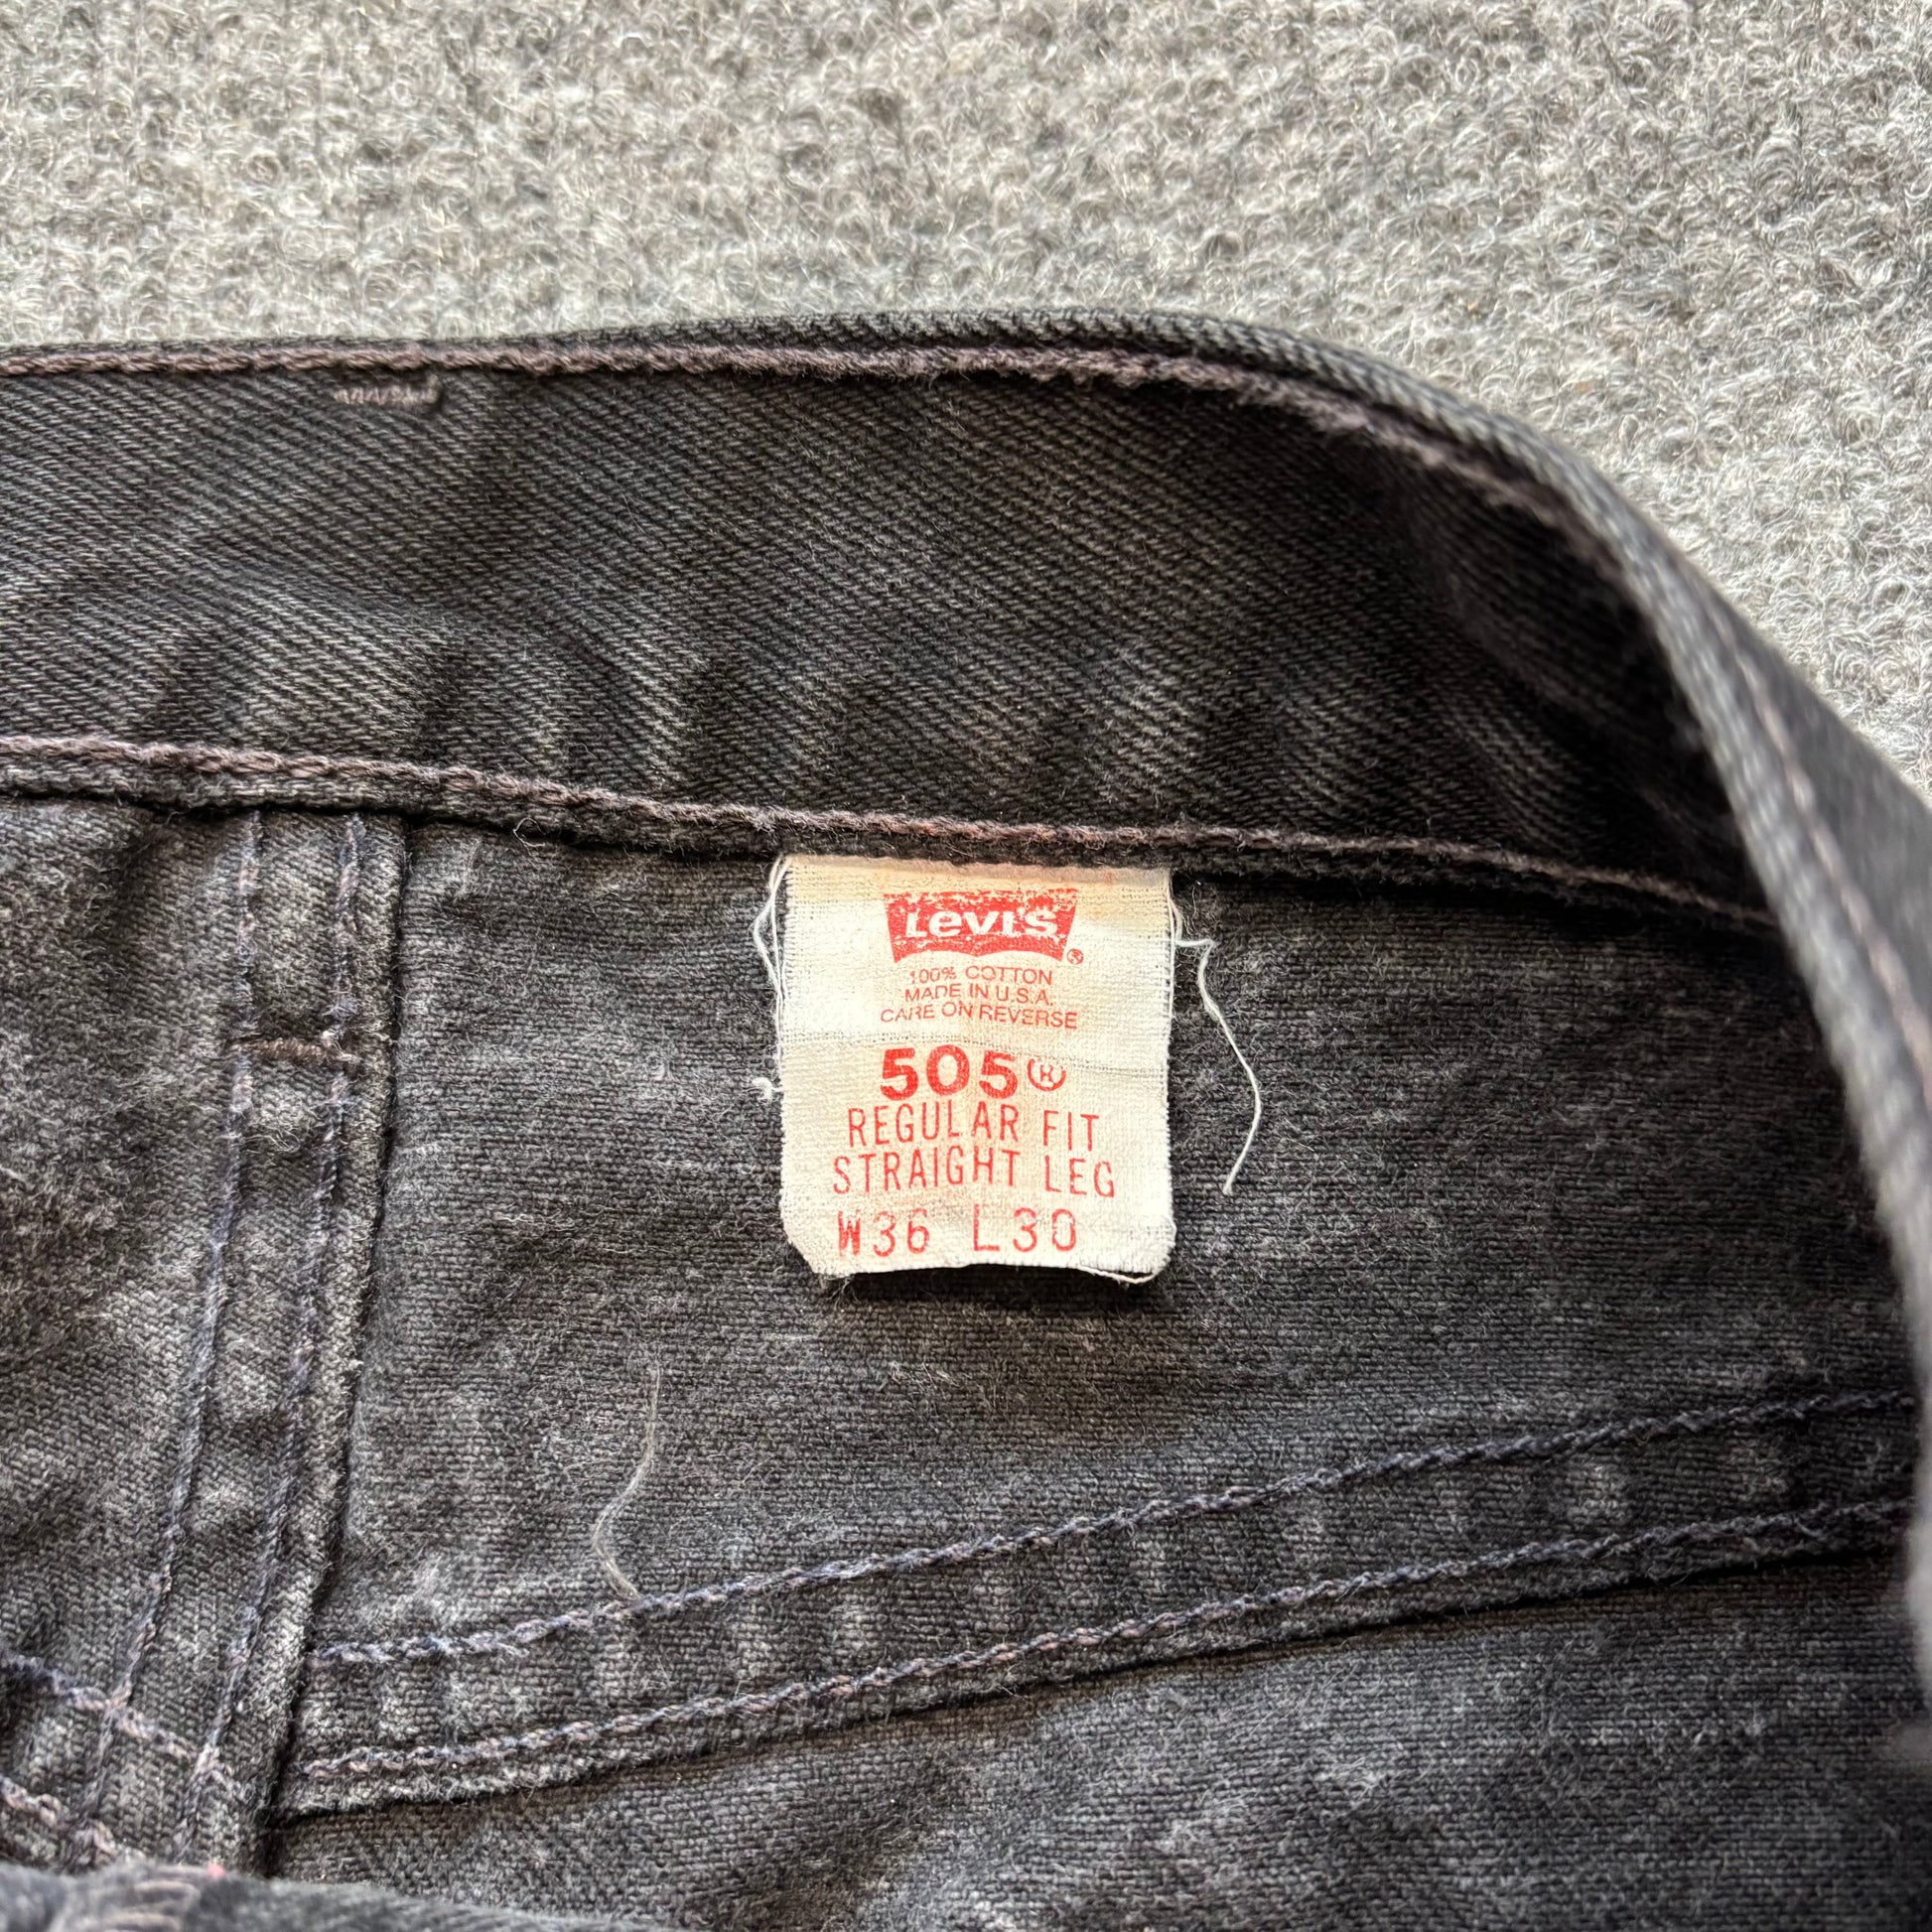 LEVI'S ®
100% COTTON
MADE IN U.S.A.
CARE ON REVERSE
505®
REGULAR FIT
STRAIGHT LEG
W36 L30